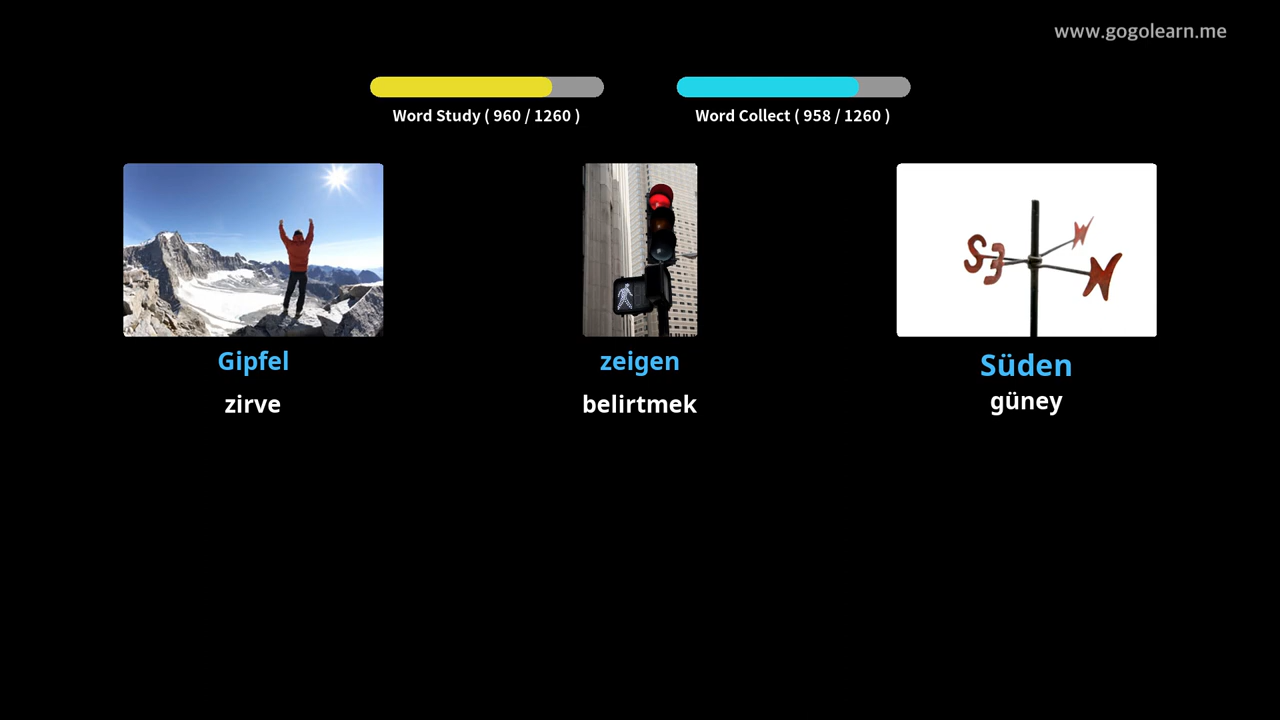 www.gogolearn.me
Word Study ( 960 / 1260 )
Word Collect ( 958 / 1260 )
S
E
W
N
Gipfel
zeigen
Süden
zirve
belirtmek
güney